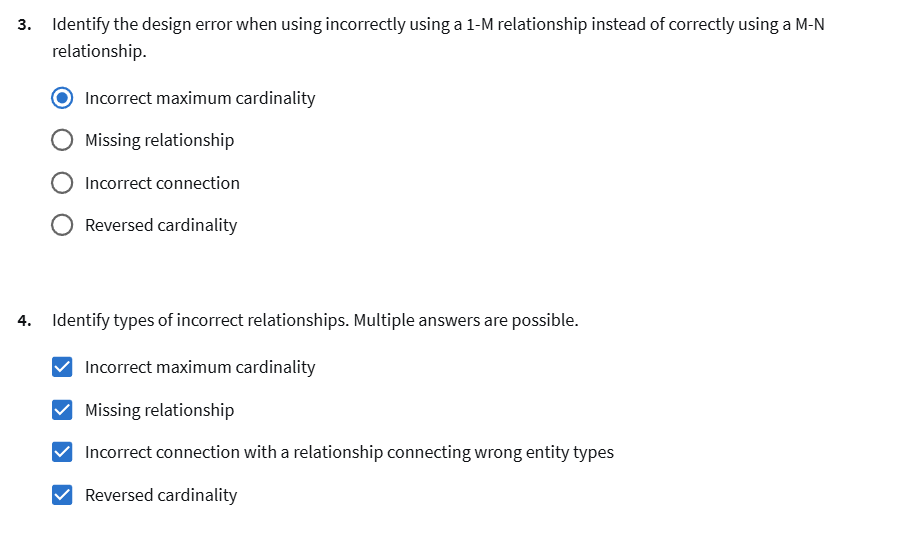 3. Identify the design error when using incorrectly using a 1-M relationship instead of correctly using a M-N
relationship.
Incorrect maximum cardinality
Missing relationship
Incorrect connection
Reversed cardinality
4. Identify types of incorrect relationships. Multiple answers are possible.
Incorrect maximum cardinality
Missing relationship
Incorrect connection with a relationship connecting wrong entity types
Reversed cardinality